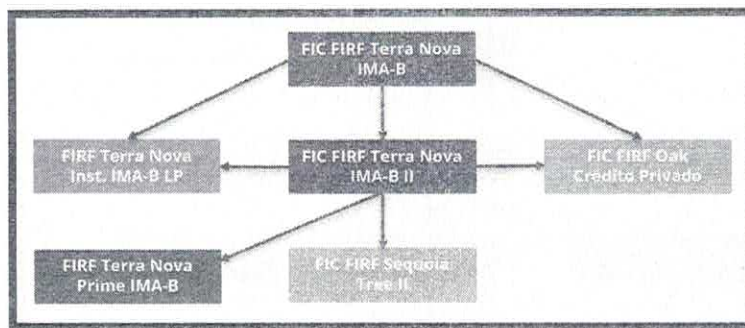 FIC FIRF Terra Nova
IMA-B
FIRF Terra Nova
Inst. IMA-B LP
FIC FIRF Terra Nova
IMA-B II
FIC FIRF Oak
Crédito Privado
FIRF Terra Nova
Prime IMA-B
FIC FIRF Sequoia
Tree II